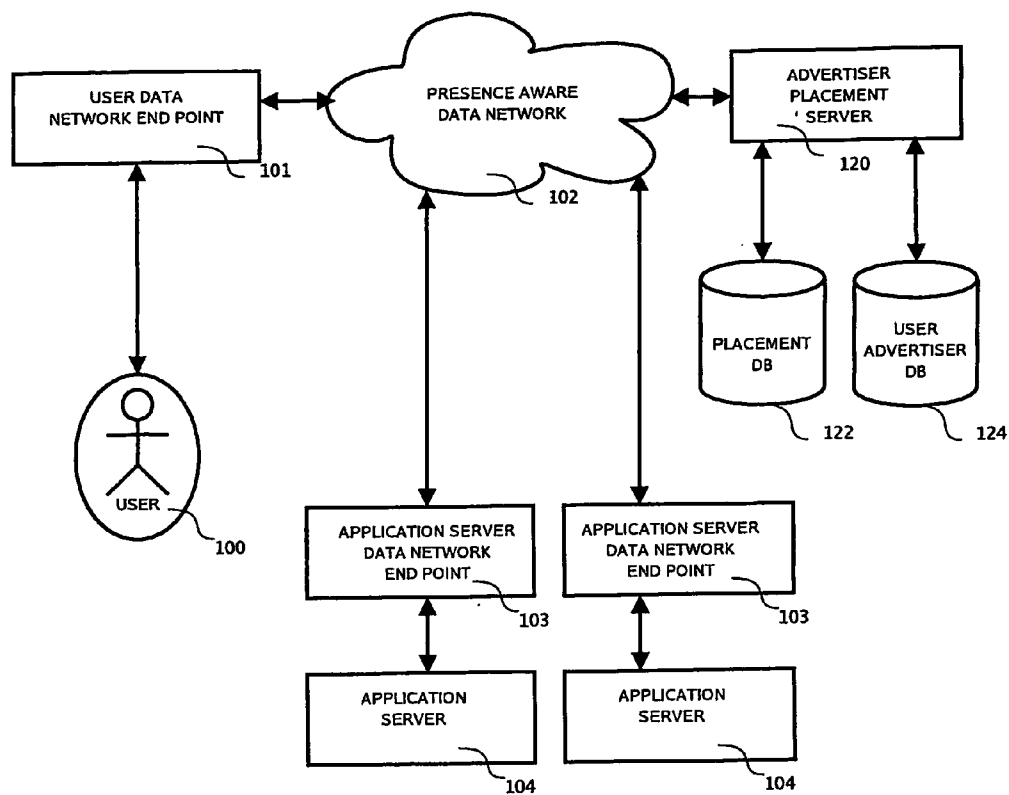 USER DATA
NETWORK END POINT
101
PRESENCE AWARE
DATA NETWORK
102
ADVERTISER
PLACEMENT
SERVER
120
PLACEMENT
DB
122
USER
ADVERTISER
DB
124
USER
100
APPLICATION SERVER
DATA NETWORK
END POINT
103
APPLICATION SERVER
DATA NETWORK
END POINT
103
APPLICATION
SERVER
104
APPLICATION
SERVER
104